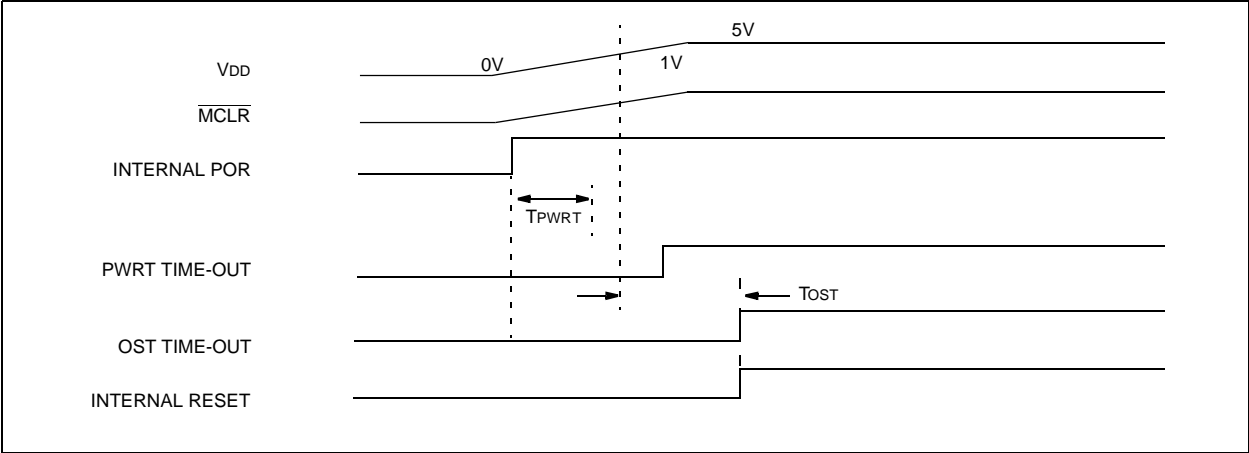 5V
0V
1V
VDD
MCLR
INTERNAL POR
TPWRT
PWRT TIME-OUT
TOST
OST TIME-OUT
INTERNAL RESET